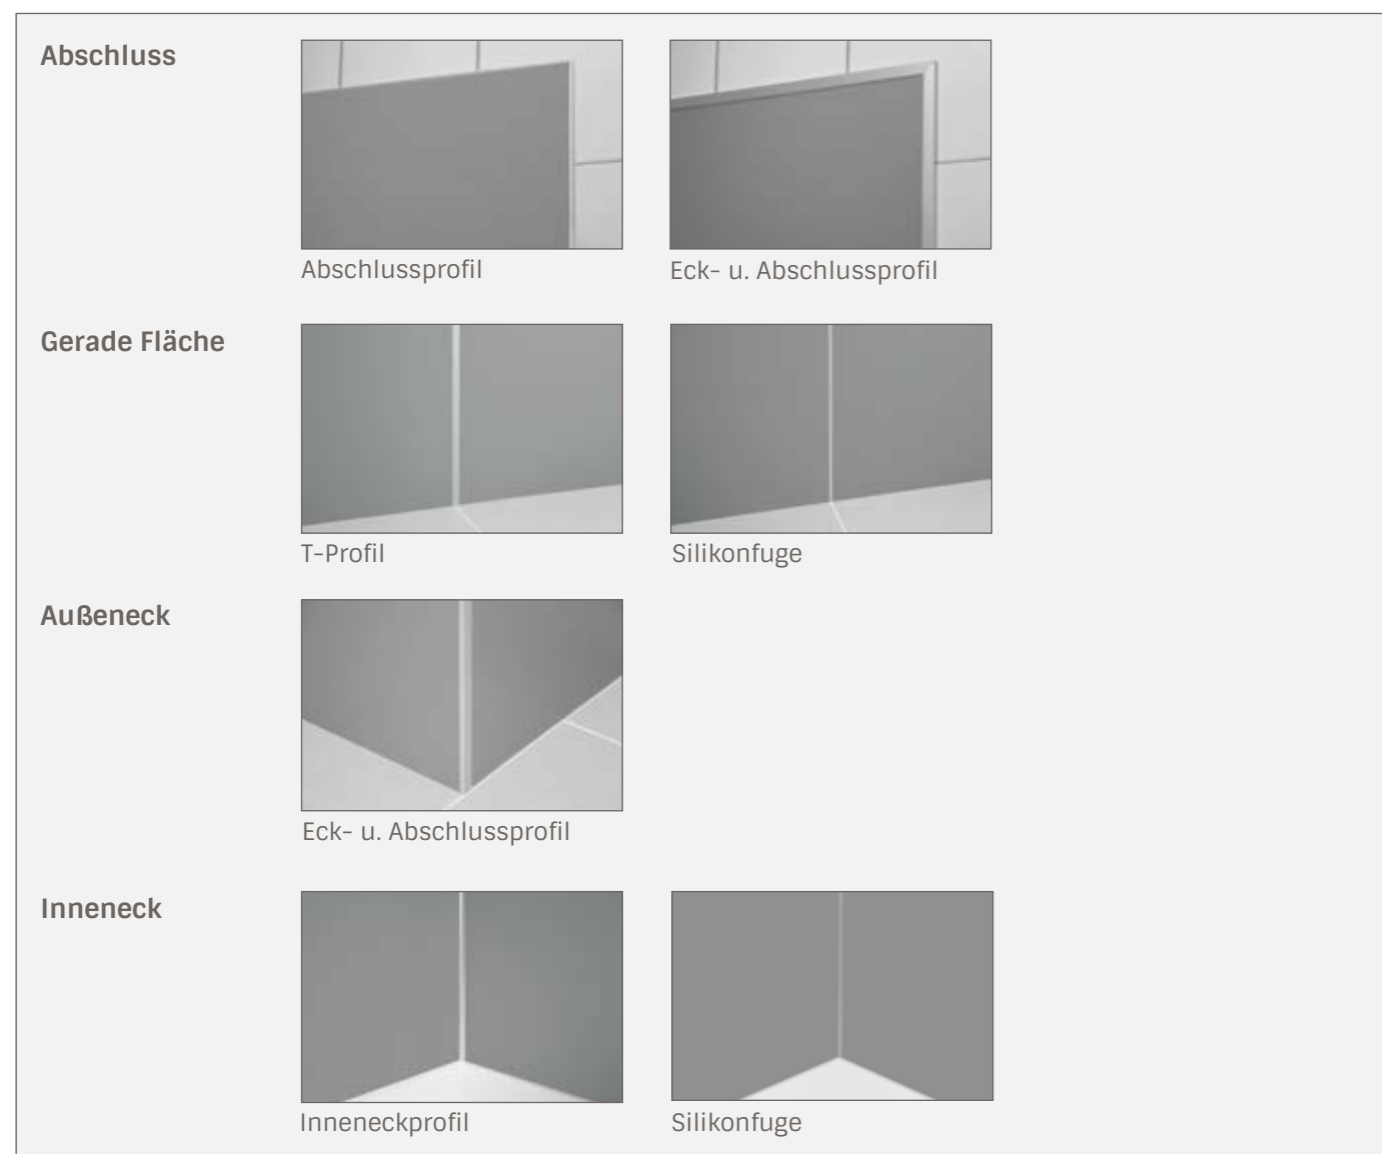 Abschluss
Abschlussprofil
Eck- u. Abschlussprofil
Gerade Fläche
T-Profil
Silikonfuge
Außeneck
Eck- u. Abschlussprofil
Inneneck
Inneneckprofil
Silikonfuge